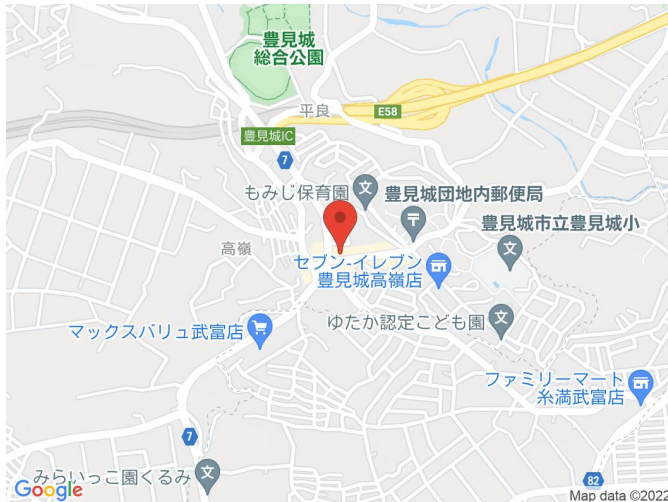 豊見城
総合公園
平良
E58
豊見城IC
7
もみじ保育園
豊見城団地内郵便局
豊見城市立豊見城小
高嶺
セブン-イレブン
豊見城高嶺店
マックスバリュ武富店
ゆたか認定こども園
ファミリーマート
糸満武富店
7
みらいっこ園くるみ
82
Google
Map data ©2022